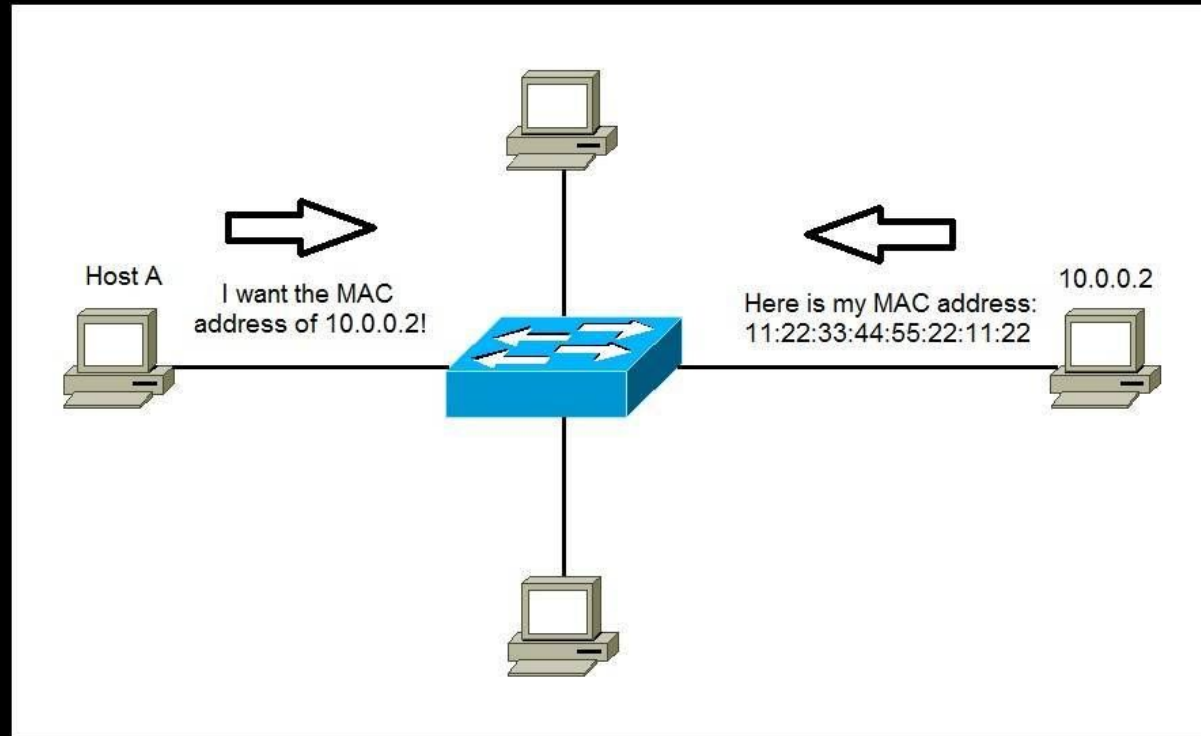 Host A
I want the MAC
address of 10.0.0.2!
10.0.0.2
Here is my MAC address:
11:22:33:44:55:22:11:22